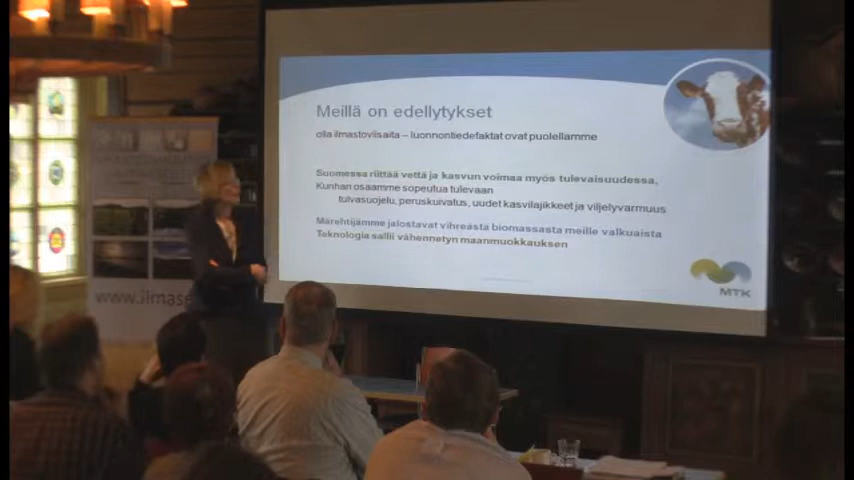 Meillä on edellytykset
olla ilmastoviisaita – luonnontiedefaktat ovat puolellamme
Suomessa riittää vettä ja kasvun voimaa myös tulevaisuudessa,
Kunhan osaamme sopeutua tulevaan
tulvasuojelu, peruskuivatus, uudet kasvilajikkeet ja viljelyvarmuus
Märehtijämme jalostavat vihreästä biomassasta meille valkuaista
Teknologia sallii vähennetyn maanmuokkauksen
MTK
www.ilmase